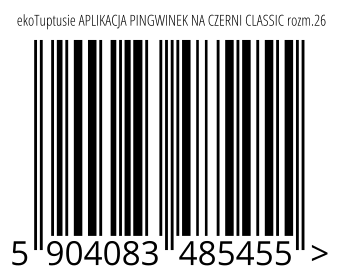 ekoTuptusie APLIKACJA PINGWINEK NA CZERNI CLASSIC rozm.26
5 904083 485455 >